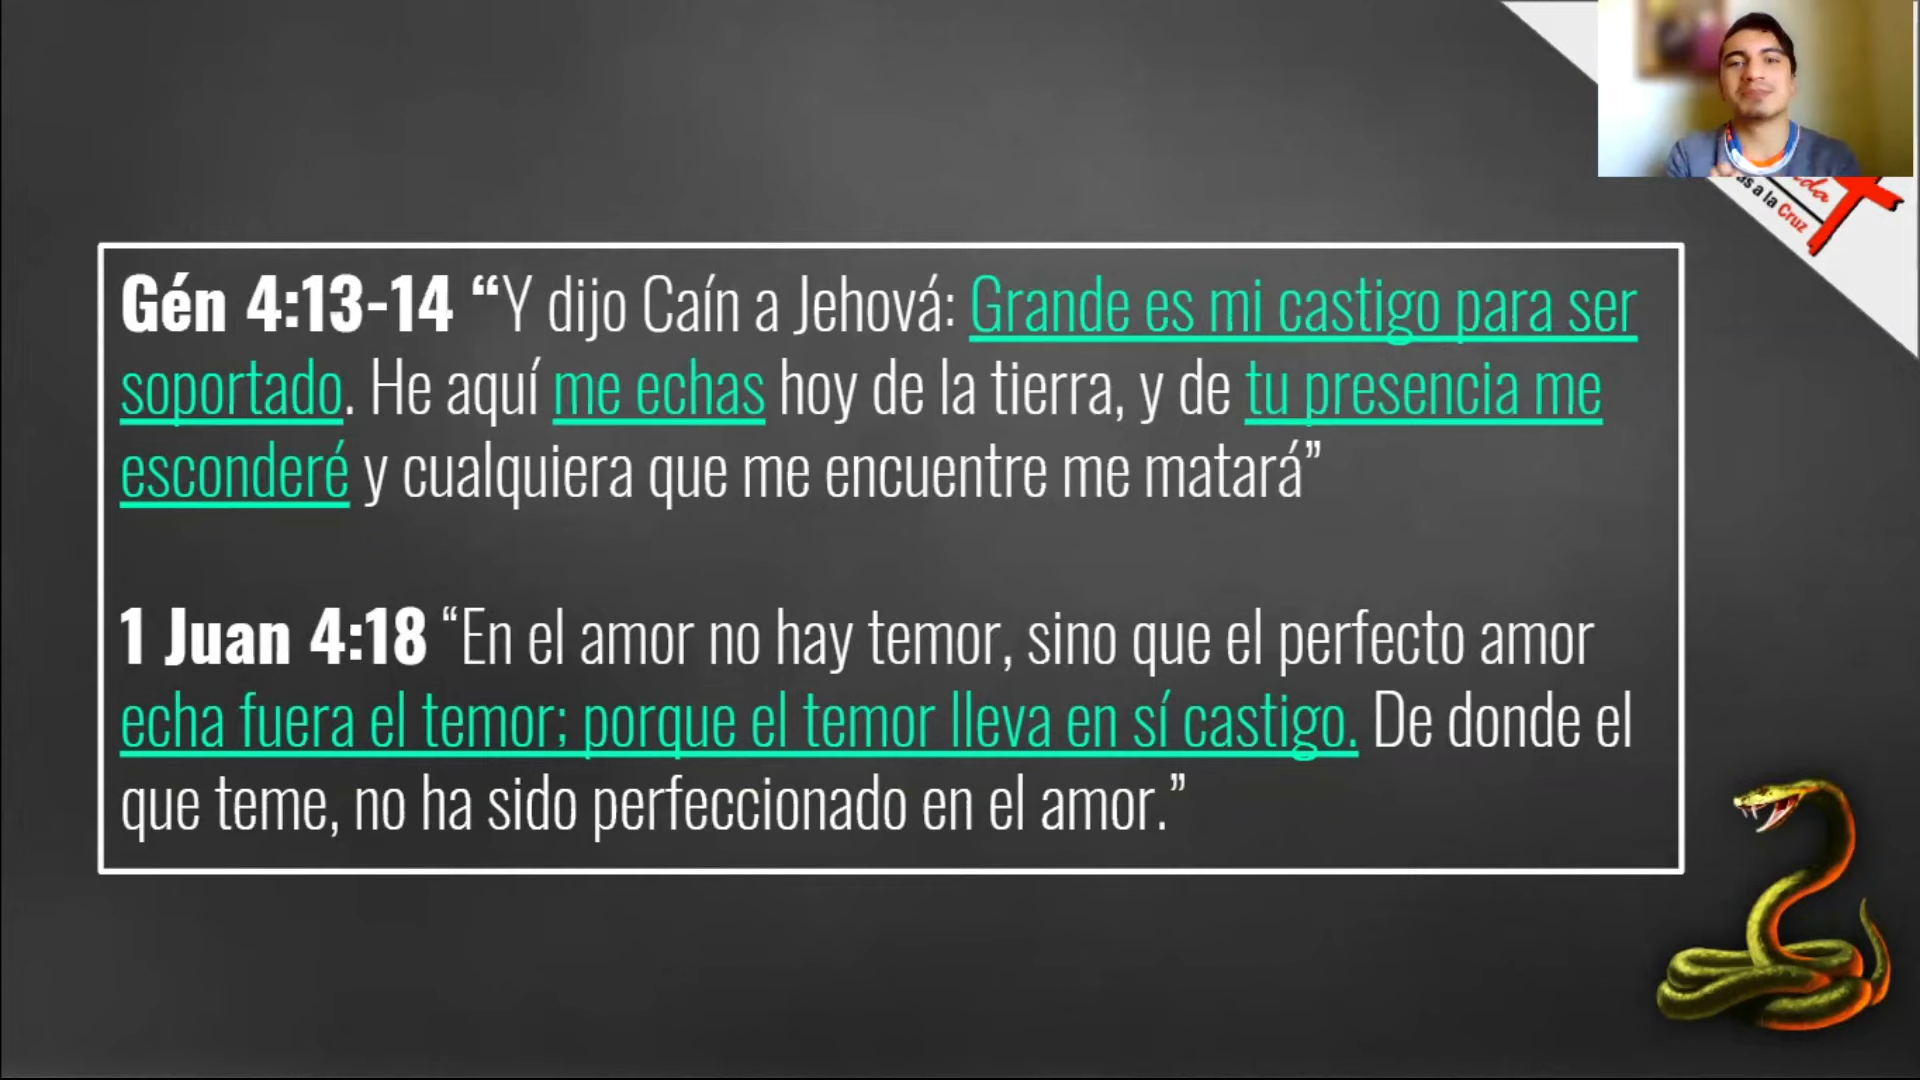 Gén 4:13-14 “Y dijo Caín a Jehová: Grande es mi castigo para ser
soportado. He aquí me echas hoy de la tierra, y de tu presencia me
esconderé y cualquiera que me encuentre me matará”
1 Juan 4:18 “En el amor no hay temor, sino que el perfecto amor
echa fuera el temor; porque el temor lleva en sí castigo. De donde el
que teme, no ha sido perfeccionado en el amor.”
a la Cruz